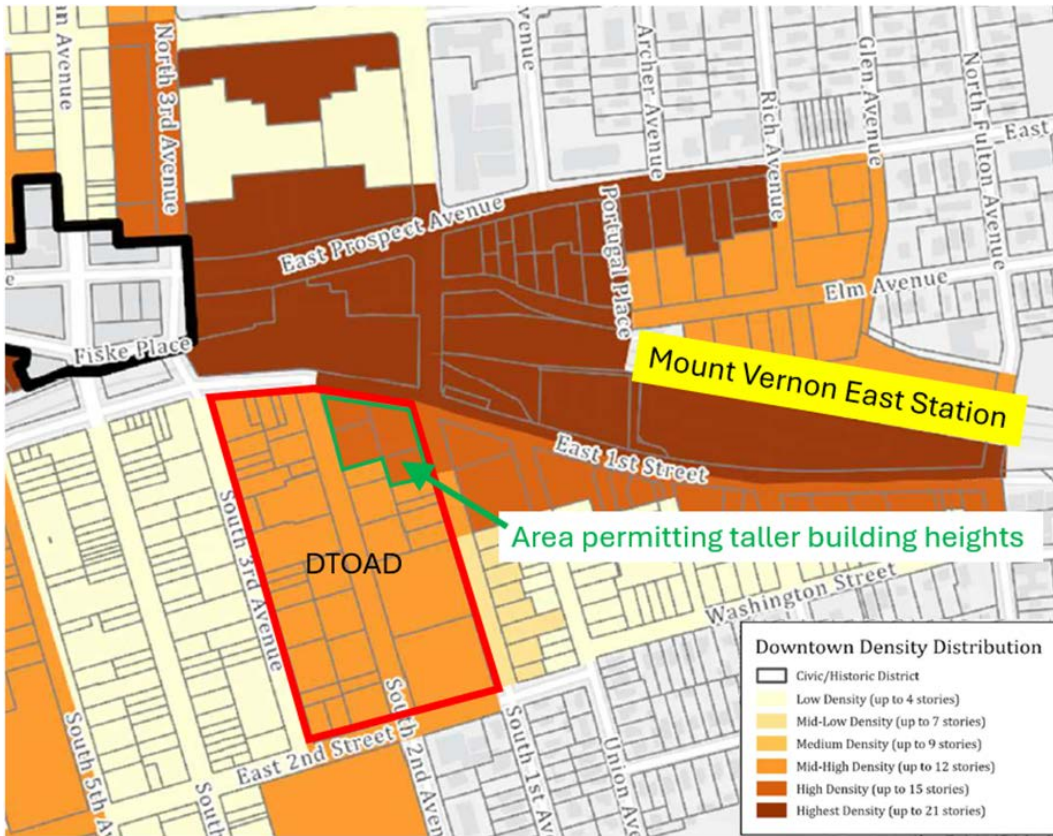 an Avenue
North 3rd Avenue
Avenue
Archer Avenue
Rich Avenue
Glen Avenue
North Fulton Avenue
East
East Prospect Avenue
Portugal Place
Elm Avenue
e
Fiske Place
Mount Vernon East Station
East 1st Street
Area permitting taller building heights
DTOAD
South 3rd Avenue
Washington Street
South 5th A
South
East 2nd Street
South 2nd Aven
South 1st Ave
Union Av
Downtown Density Distribution
Civic/Historic District
Low Density (up to 4 stories)
Mid-Low Density (up to 7 stories)
Medium Density (up to 9 stories)
Mid-High Density (up to 12 stories)
High Density (up to 15 stories)
Highest Density (up to 21 stories)